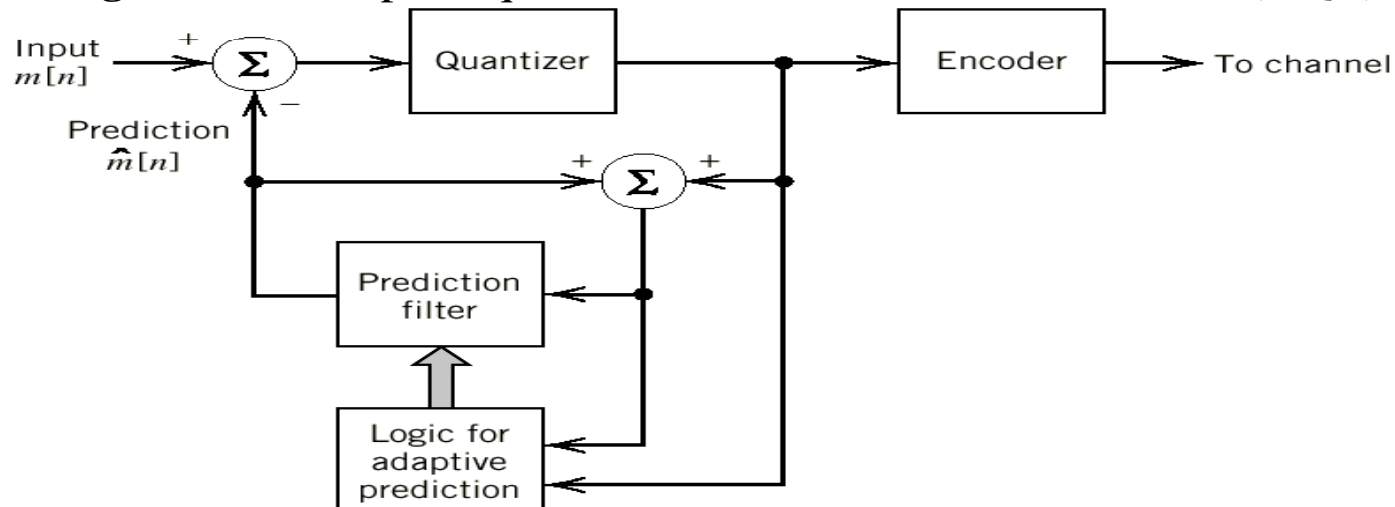 Input
m[n]
+
Σ
−
Quantizer
Encoder
To channel
Prediction
m̂[n]
+
Σ
+
Prediction
filter
Logic for
adaptive
prediction